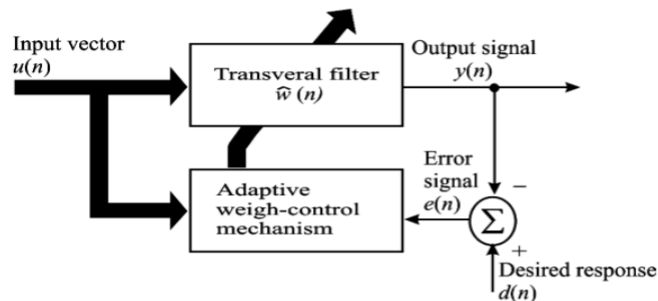 Input vector
u(n)
Transveral filter
ŵ (n)
Output signal
y(n)
Adaptive
weigh-control
mechanism
Error
signal
e(n)
−
Σ
+
Desired response
d(n)